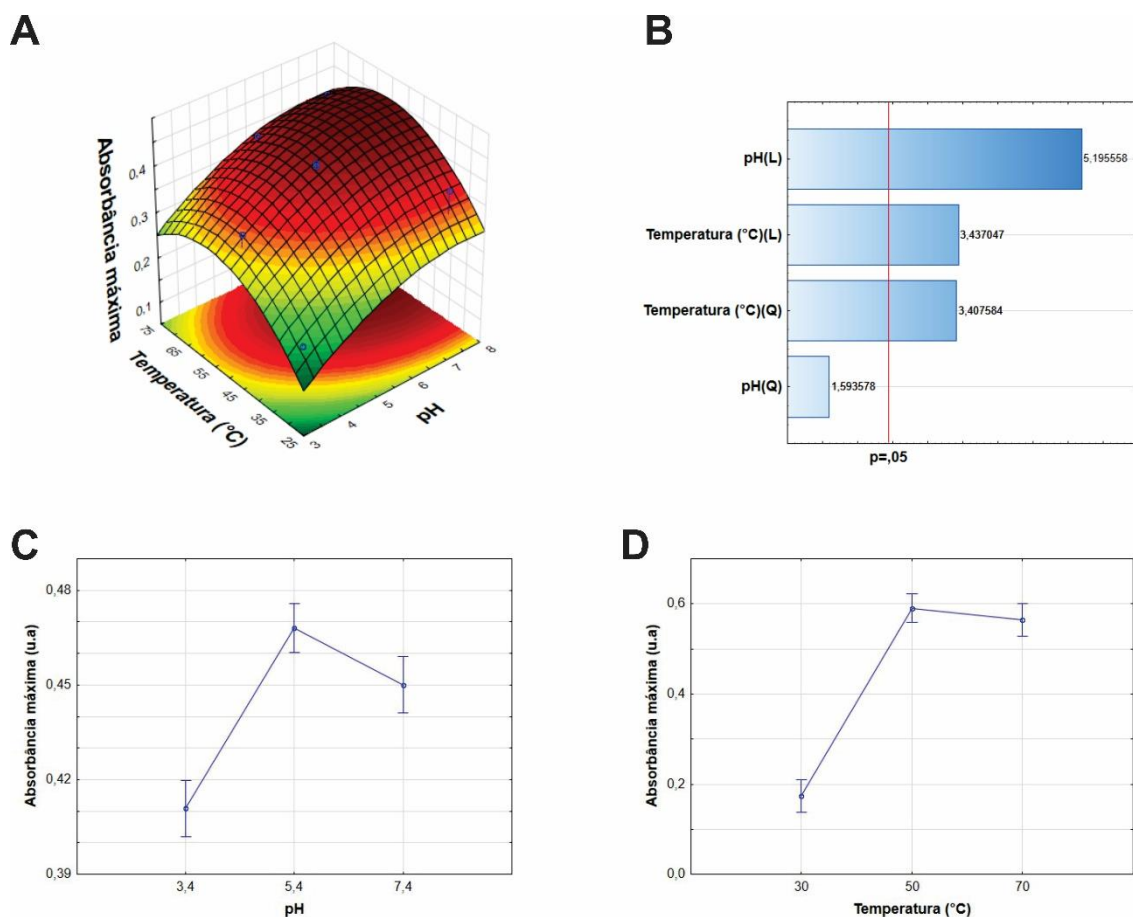 A
Absorbância máxima
0,4
0,3
0,2
0,1
75
65
55
45
35
25
Temperatura (°C)
3
4
5
6
7
8
pH
B
pH(L)
5,195558
Temperatura (°C)(L)
3,437047
Temperatura (°C)(Q)
3,407584
pH(Q)
1,593578
p=,05
C
Absorbância máxima (u.a)
0,48
0,45
0,42
0,39
3,4
5,4
7,4
pH
D
Absorbância máxima (u.a)
0,6
0,4
0,2
0,0
30
50
70
Temperatura (°C)